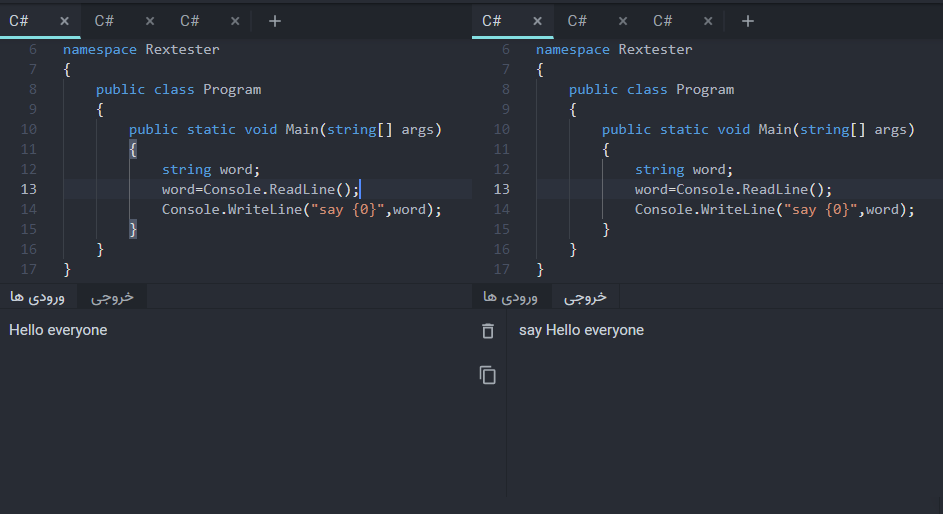 C# × C# × C# × +
6 namespace Rextester
7 {
8 public class Program
9 {
10 public static void Main(string[] args)
11 {
12 string word;
13 word=Console.ReadLine();
14 Console.WriteLine("say {0}",word);
15 }
16 }
17 }
ورودی ها خروجی
Hello everyone
C# × C# × C# × +
6 namespace Rextester
7 {
8 public class Program
9 {
10 public static void Main(string[] args)
11 {
12 string word;
13 word=Console.ReadLine();
14 Console.WriteLine("say {0}",word);
15 }
16 }
17 }
ورودی ها خروجی
say Hello everyone